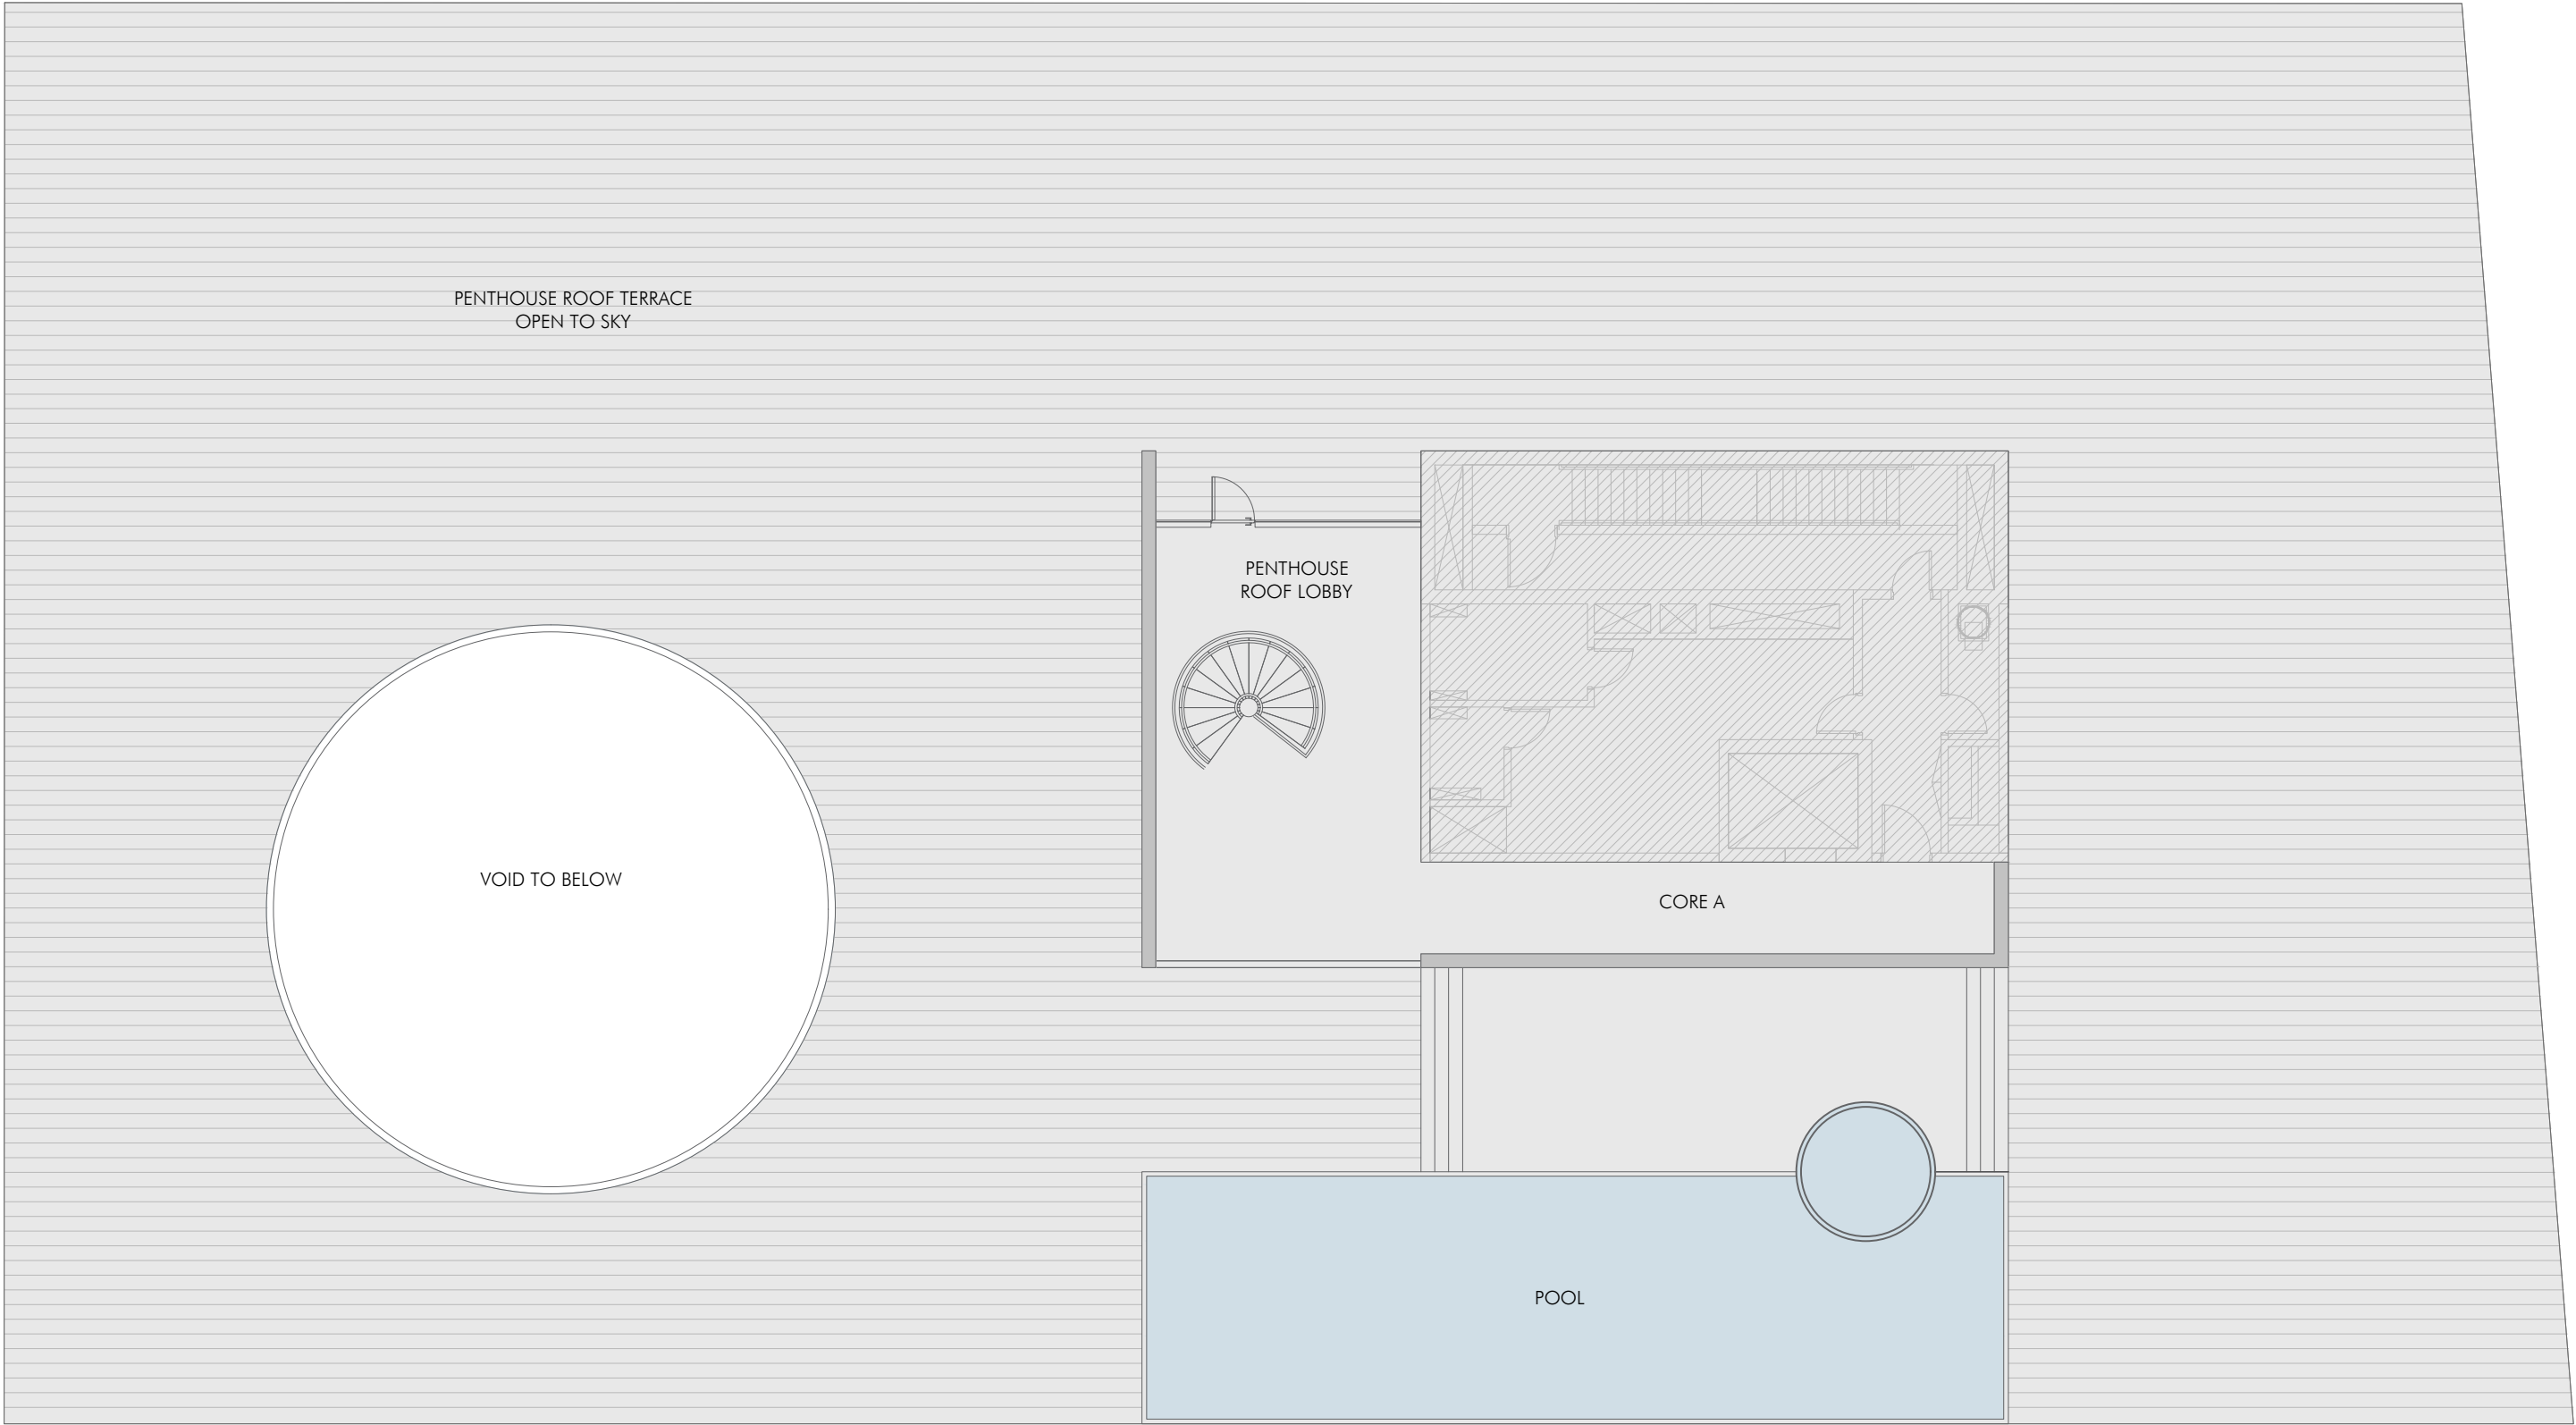 PENTHOUSE ROOF TERRACE
OPEN TO SKY
PENTHOUSE
ROOF LOBBY
VOID TO BELOW
CORE A
POOL